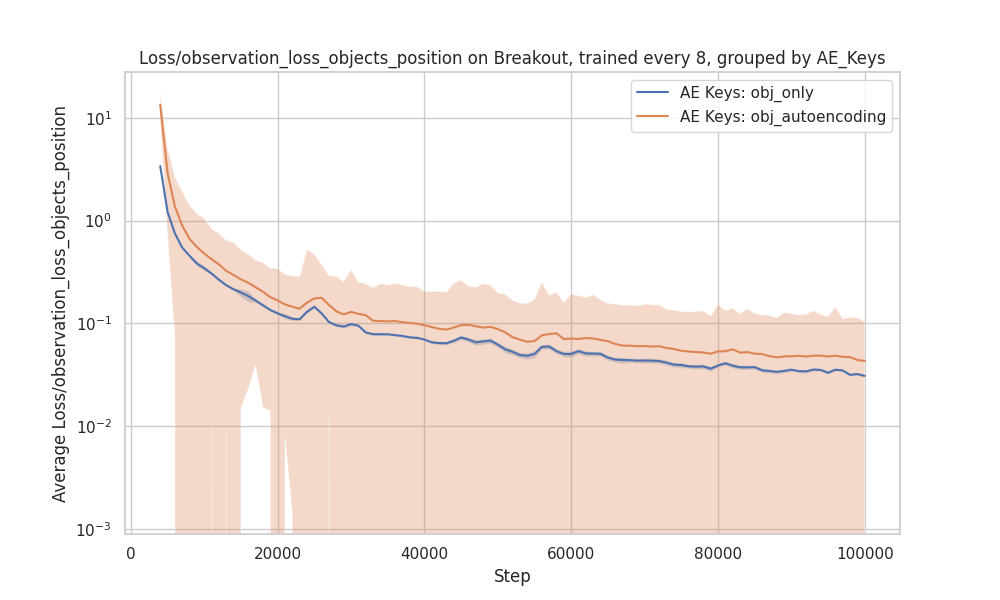 Loss/observation_loss_objects_position on Breakout, trained every 8, grouped by AE_Keys
AE Keys: obj_only
AE Keys: obj_autoencoding
Average Loss/observation_loss_objects_position
10¹
10⁰
10⁻¹
10⁻²
10⁻³
0 20000 40000 60000 80000 100000
Step